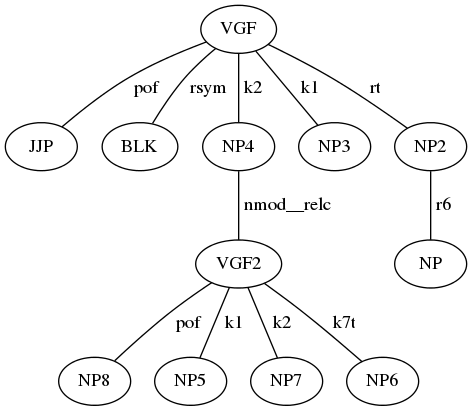 VGF
pof rsym k2 k1 rt
JJP BLK NP4 NP3 NP2
nmod__relc r6
VGF2 NP
pof k1 k2 k7t
NP8 NP5 NP7 NP6